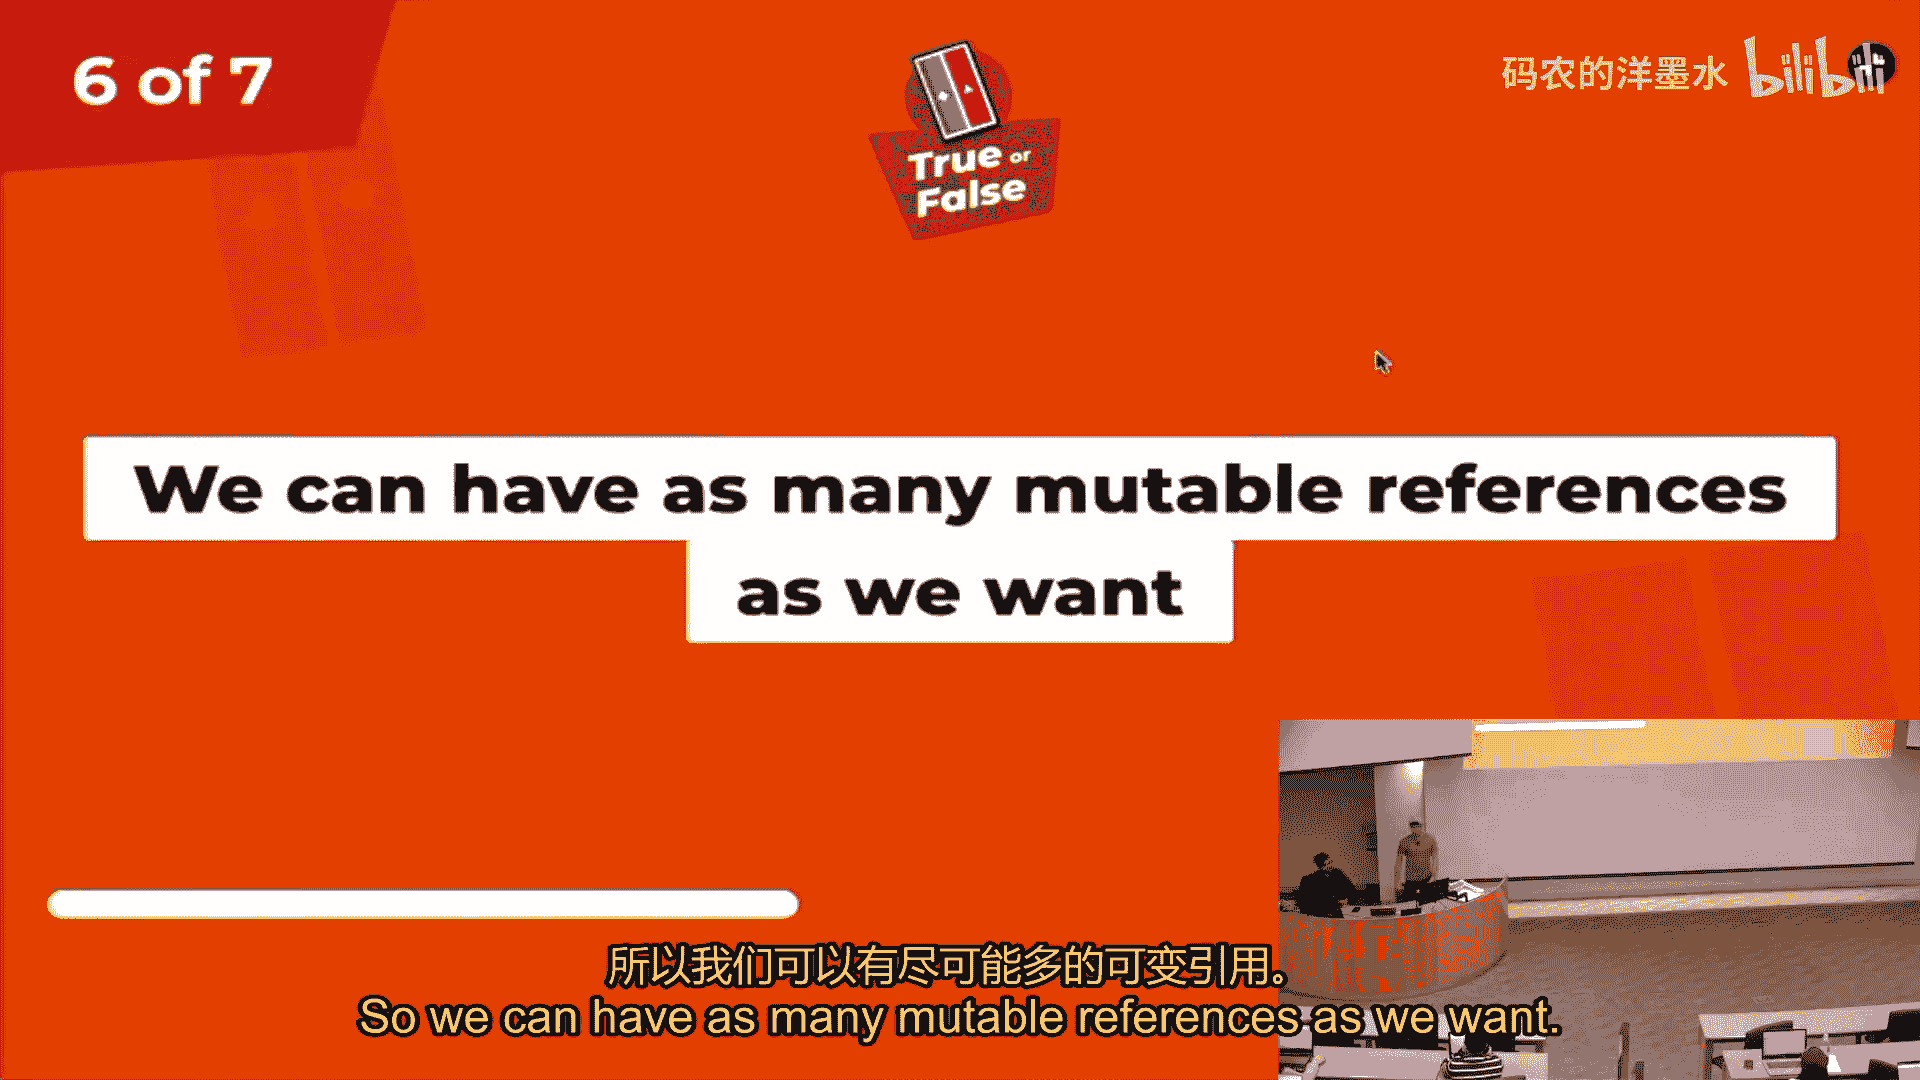 6 of 7
True or
False
码农的洋墨水 bilibili
We can have as many mutable references
as we want
所以我们可以有尽可能多的可变引用。
So we can have as many mutable references as we want.